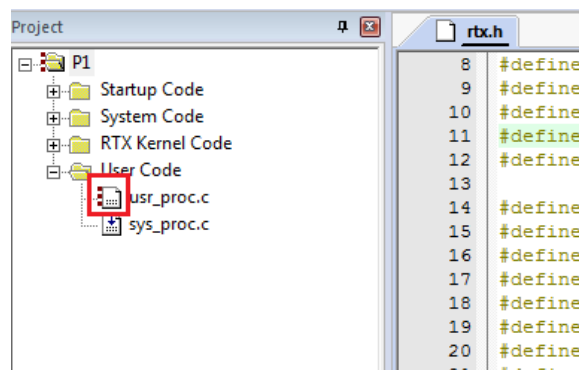 Project
P1
Startup Code
System Code
RTX Kernel Code
User Code
usr_proc.c
sys_proc.c
rtx.h
8 #define
9 #define
10 #define
11 #define
12 #define
13
14 #define
15 #define
16 #define
17 #define
18 #define
19 #define
20 #define